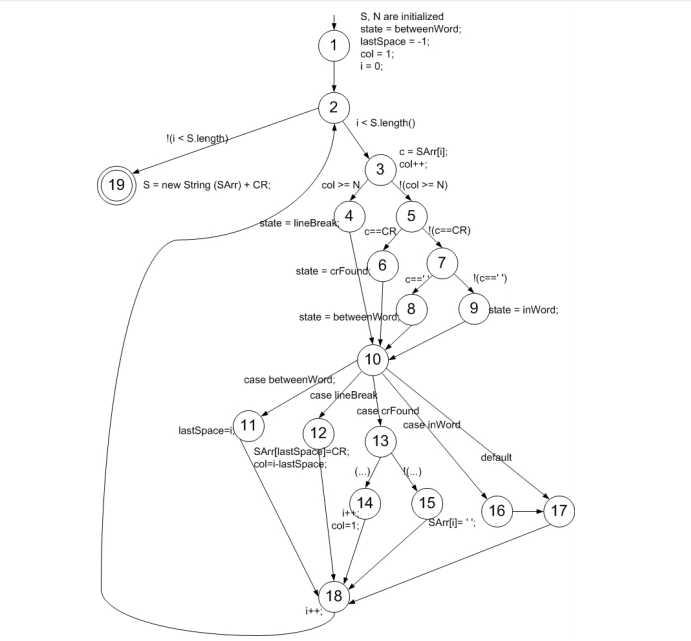 S, N are initialized
state = betweenWord;
lastSpace = -1;
col = 1;
i = 0;
1
2
i < S.length()
!(i < S.length)
c = SArr[i];
col++;
3
19
S = new String (SArr) + CR;
col >= N
!(col >= N)
4
5
state = lineBreak;
c==CR
!(c==CR)
6
7
state = crFound;
c==' '
!(c==' ')
8
9
state = betweenWord;
state = inWord;
10
case betweenWord;
case lineBreak
case crFound
case inWord
11
lastSpace=i;
12
13
SArr[lastSpace]=CR;
col=i-lastSpace;
default
(...)
!(...)
14
15
16
17
i++;
col=1;
SArr[i]= ' ';
18
i++;